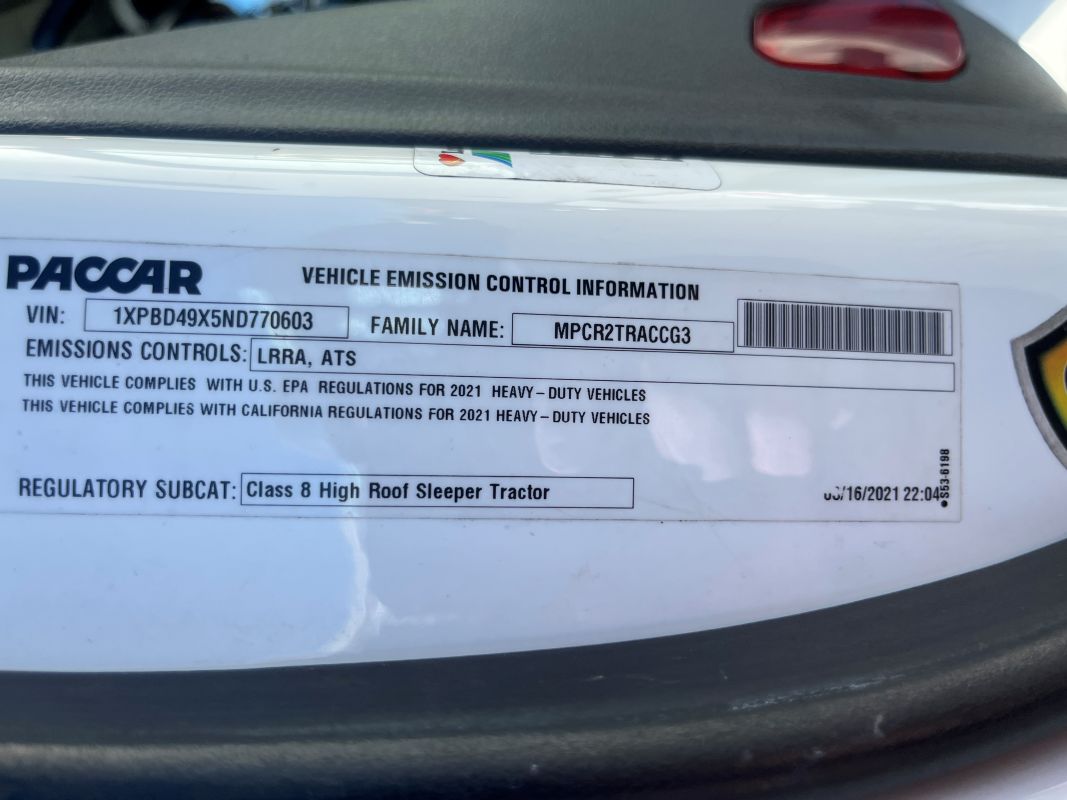 PACCAR
VEHICLE EMISSION CONTROL INFORMATION
VIN: 1XPBD49X5ND770603
FAMILY NAME: MPCR2TRACCG3
EMISSIONS CONTROLS: LRRA, ATS
THIS VEHICLE COMPLIES WITH U.S. EPA REGULATIONS FOR 2021 HEAVY-DUTY VEHICLES
THIS VEHICLE COMPLIES WITH CALIFORNIA REGULATIONS FOR 2021 HEAVY-DUTY VEHICLES
REGULATORY SUBCAT: Class 8 High Roof Sleeper Tractor
/16/2021 22:04
S53-6198